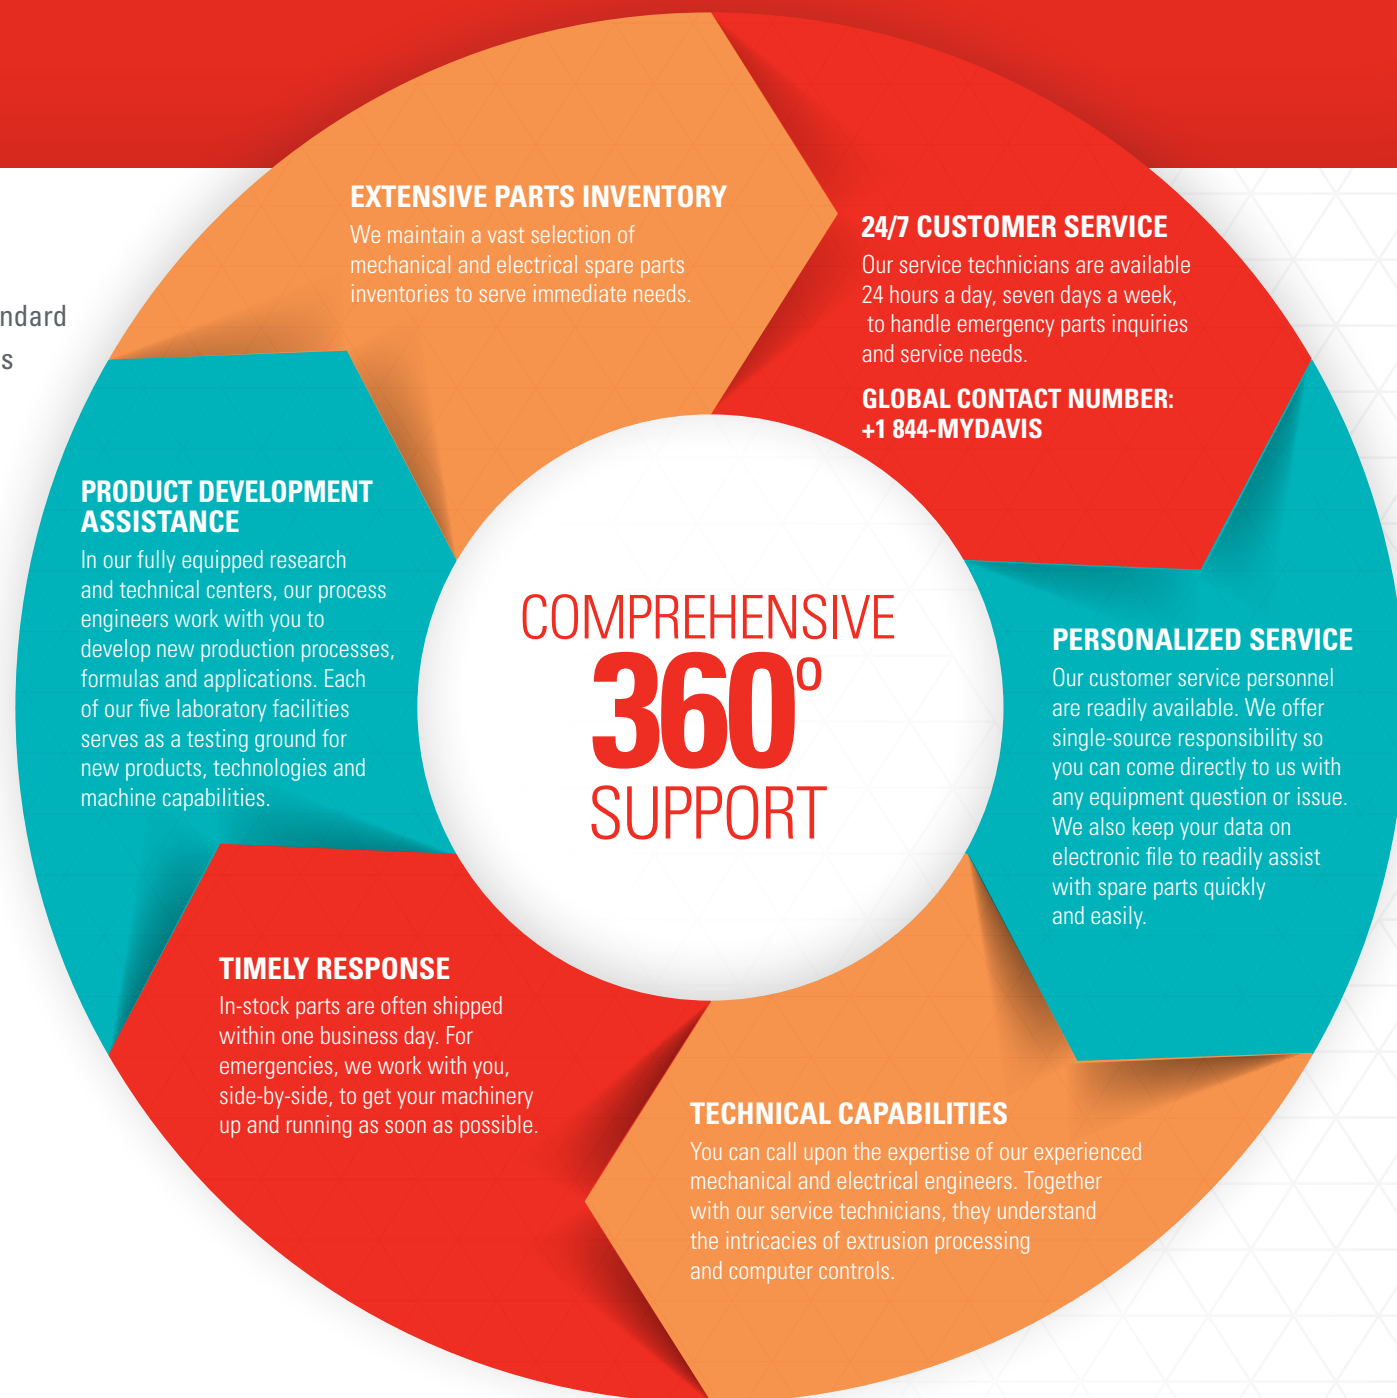 EXTENSIVE PARTS INVENTORY
We maintain a vast selection of
mechanical and electrical spare parts
inventories to serve immediate needs.
24/7 CUSTOMER SERVICE
Our service technicians are available
24 hours a day, seven days a week,
to handle emergency parts inquiries
and service needs.
GLOBAL CONTACT NUMBER:
+1 844-MYDAVIS
ndard
s
PRODUCT DEVELOPMENT
ASSISTANCE
In our fully equipped research
and technical centers, our process
engineers work with you to
develop new production processes,
formulas and applications. Each
of our five laboratory facilities
serves as a testing ground for
new products, technologies and
machine capabilities.
COMPREHENSIVE
360º
SUPPORT
PERSONALIZED SERVICE
Our customer service personnel
are readily available. We offer
single-source responsibility so
you can come directly to us with
any equipment question or issue.
We also keep your data on
electronic file to readily assist
with spare parts quickly
and easily.
TIMELY RESPONSE
In-stock parts are often shipped
within one business day. For
emergencies, we work with you,
side-by-side, to get your machinery
up and running as soon as possible.
TECHNICAL CAPABILITIES
You can call upon the expertise of our experienced
mechanical and electrical engineers. Together
with our service technicians, they understand
the intricacies of extrusion processing
and computer controls.